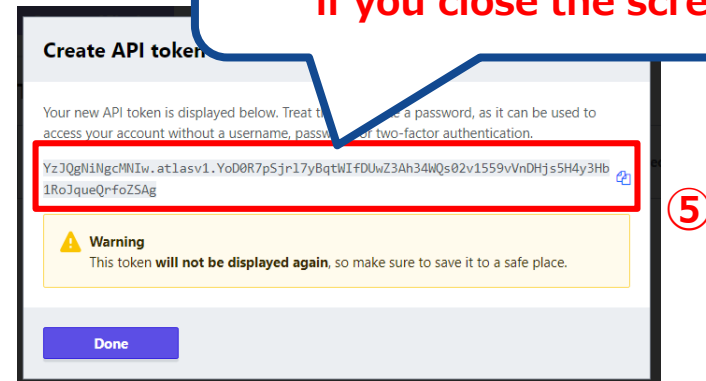 if you close the scre
Create API token
Your new API token is displayed below. Treat a password, as it can be used to
access your account without a username, or two-factor authentication.
YzJQgNiNgcMNIw.atlasv1.YoD0R7pSjrl7yBqtWIfDUwZ3Ah34WQs02v1559vVnDHjs5H4y3Hb
1RoJqueQrfoZSAg
⑤
Warning
This token will not be displayed again, so make sure to save it to a safe place.
Done